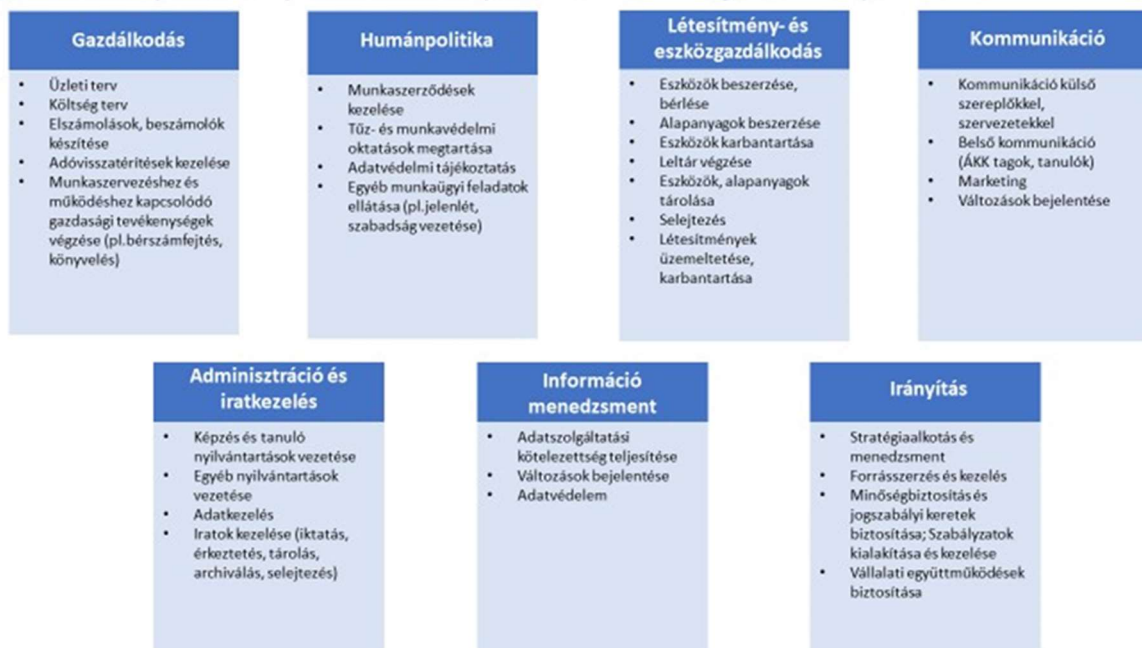 Gazdálkodás
• Üzleti terv
• Költség terv
• Elszámolások, beszámolók
készítése
• Adóvisszatérítések kezelése
• Munkaszervezéshez és
működéshez kapcsolódó
gazdasági tevékenységek
végzése (pl.bérszámfejtés,
könyvelés)
Humánpolitika
• Munkaszerződések
kezelése
• Tűz- és munkavédelmi
oktatások megtartása
• Adatvédelmi tájékoztatás
• Egyéb munkaügyi feladatok
ellátása (pl.jelenlét,
szabadság vezetése)
Létesítmény- és
eszközgazdálkodás
• Eszközök beszerzése,
bérlése
• Alapanyagok beszerzése
• Eszközök karbantartása
• Leltár végzése
• Eszközök, alapanyagok
tárolása
• Selejtezés
• Létesítmények
üzemeltetése,
karbantartása
Kommunikáció
• Kommunikáció külső
szereplőkkel,
szervezetekkel
• Belső kommunikáció
(ÁKK tagok, tanulók)
• Marketing
• Változások bejelentése
Adminisztráció és
iratkezelés
• Képzés és tanuló
nyilvántartások vezetése
• Egyéb nyilvántartások
vezetése
• Adatkezelés
• Iratok kezelése (iktatás,
érkeztetés, tárolás,
archiválás, selejtezés)
Információ
menedzsment
• Adatszolgáltatási
kötelezettség teljesítése
• Változások bejelentése
• Adatvédelem
Irányítás
• Stratégiaalkotás és
menedzsment
• Forrásszerzés és kezelés
• Minőségbiztosítás és
jogszabályi keretek
biztosítása; Szabályzatok
kialakítása és kezelése
• Vállalati együttműködések
biztosítása